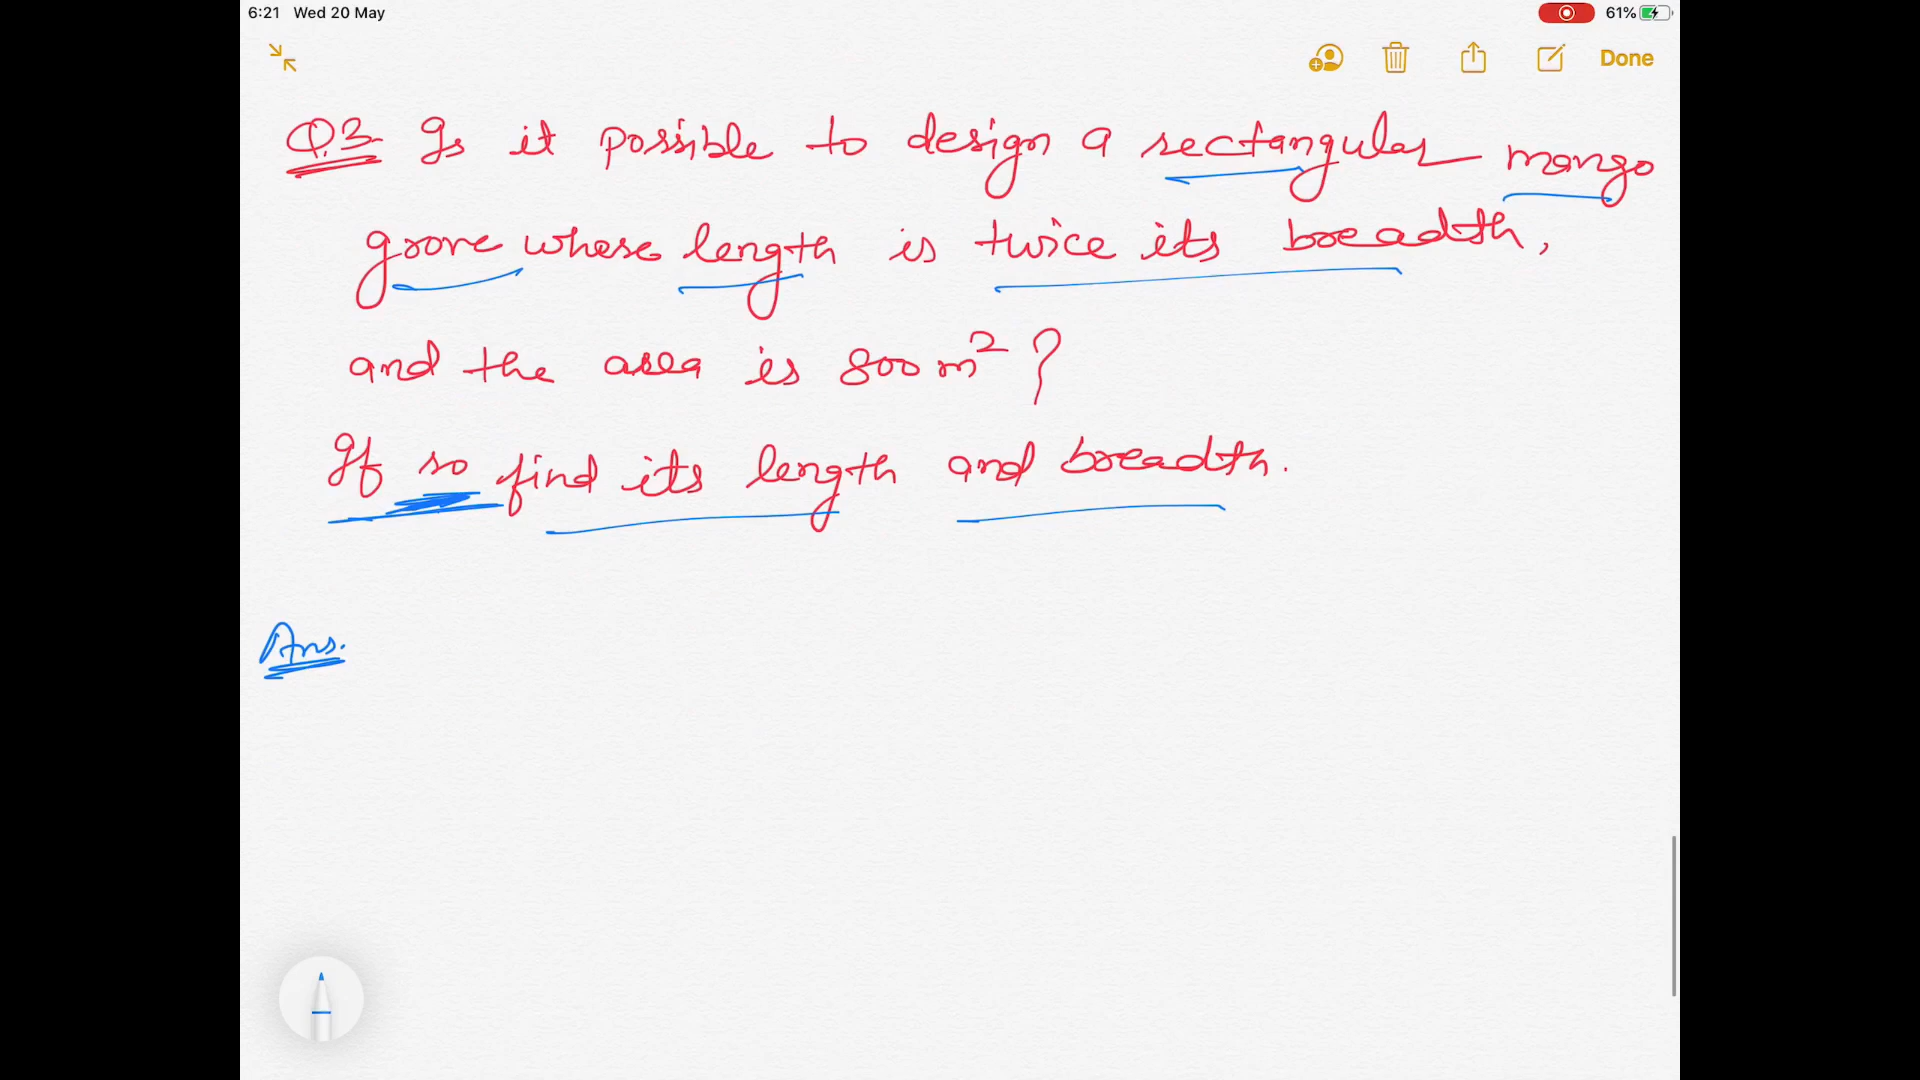 6:21 Wed 20 May 61%
Done
Q.3. Is it possible to design a rectangular mango
grove whose length is twice its breadth,
and the area is 800 m² ?
If so find its length and breadth.
Ans.